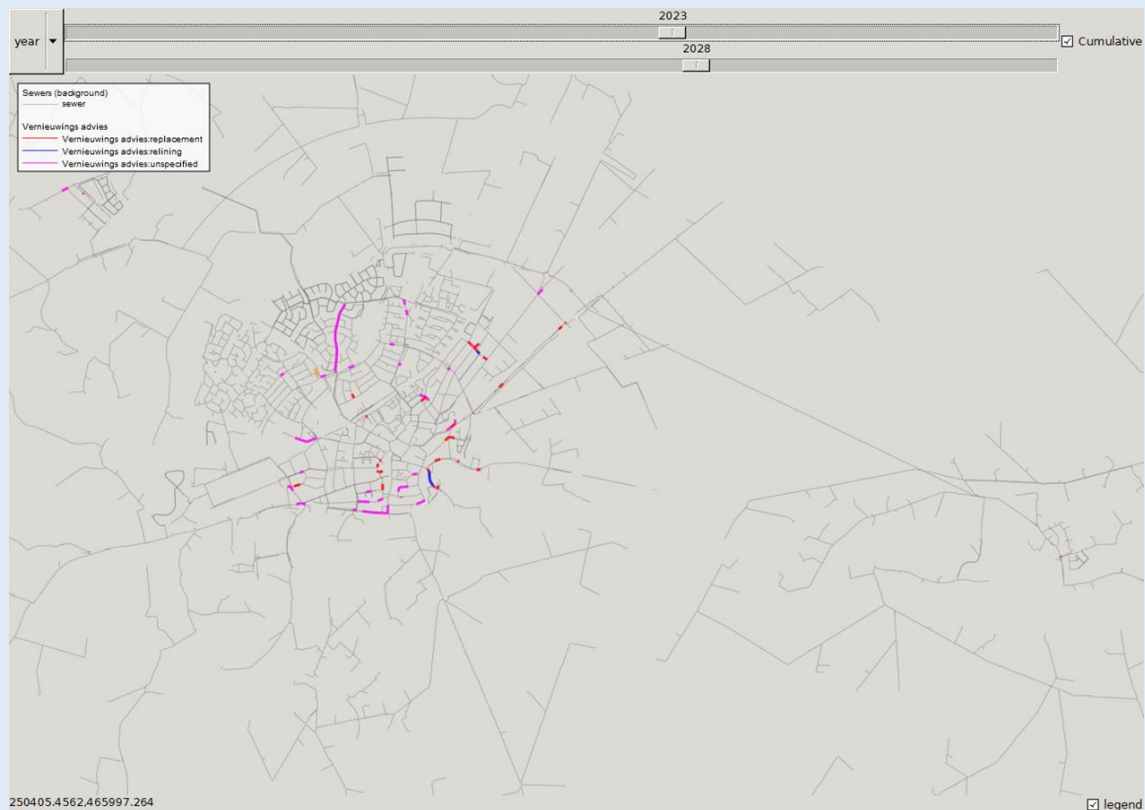 2023
year
Cumulative
2028
Sewers (background)
sewer
Vernieuwings advies
Vernieuwings advies:replacement
Vernieuwings advies:relining
Vernieuwings advies:unspecified
250405.4562,465997.264
legend